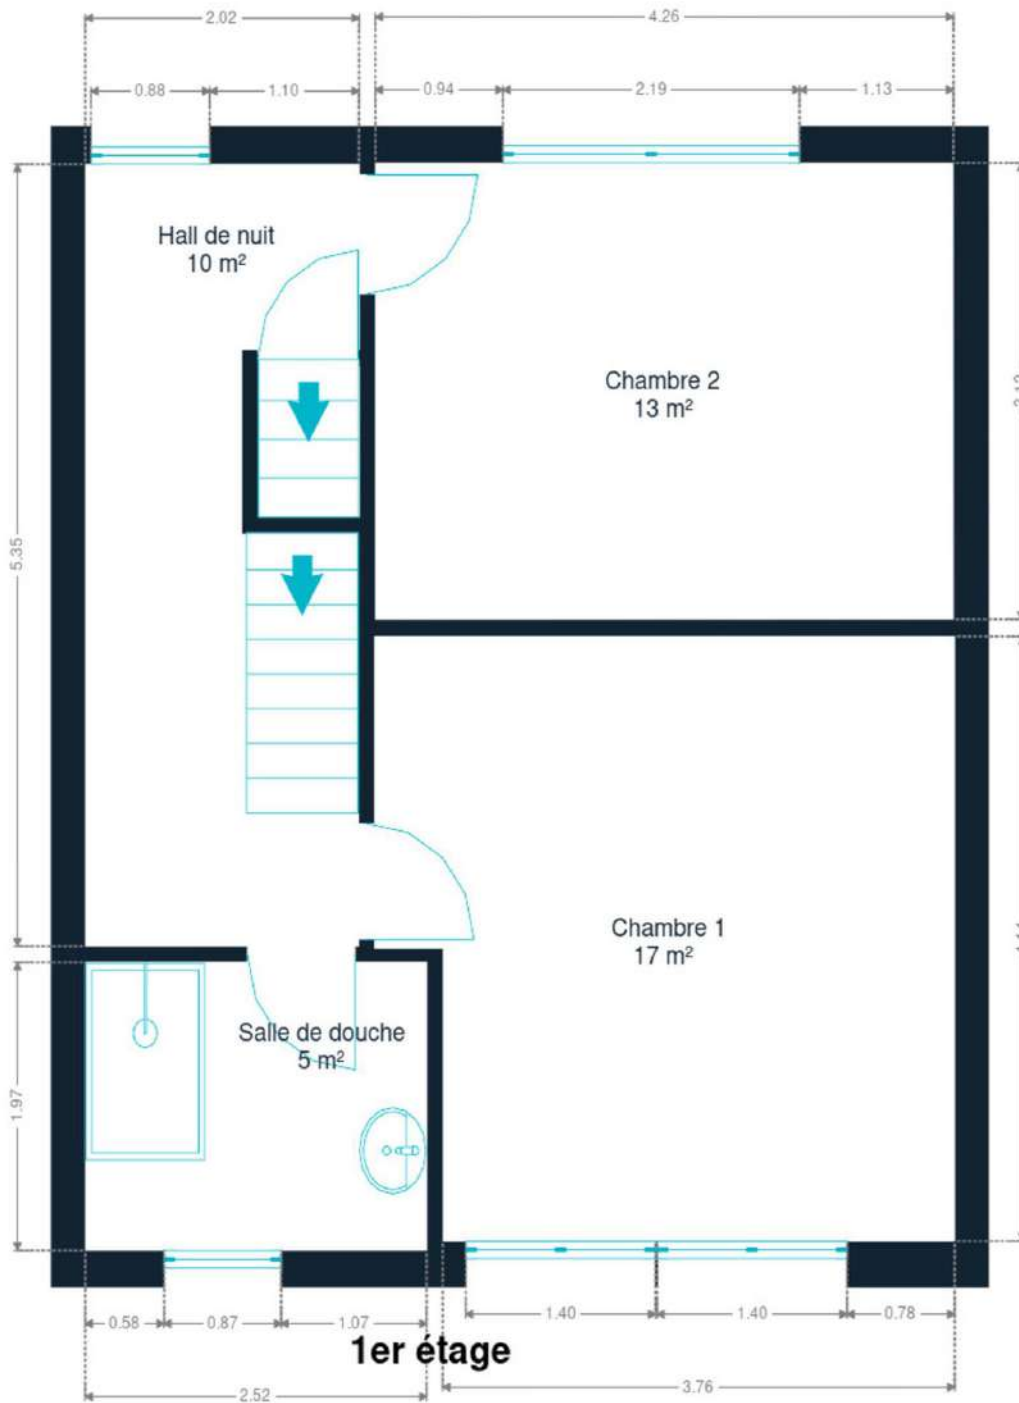 2.02
4.26
0.88
1.10
0.94
2.19
1.13
Hall de nuit
10 m²
Chambre 2
13 m²
5.35
Chambre 1
17 m²
Salle de douche
5 m²
1.97
0.58
0.87
1.07
1.40
1.40
0.78
1er étage
2.52
3.76